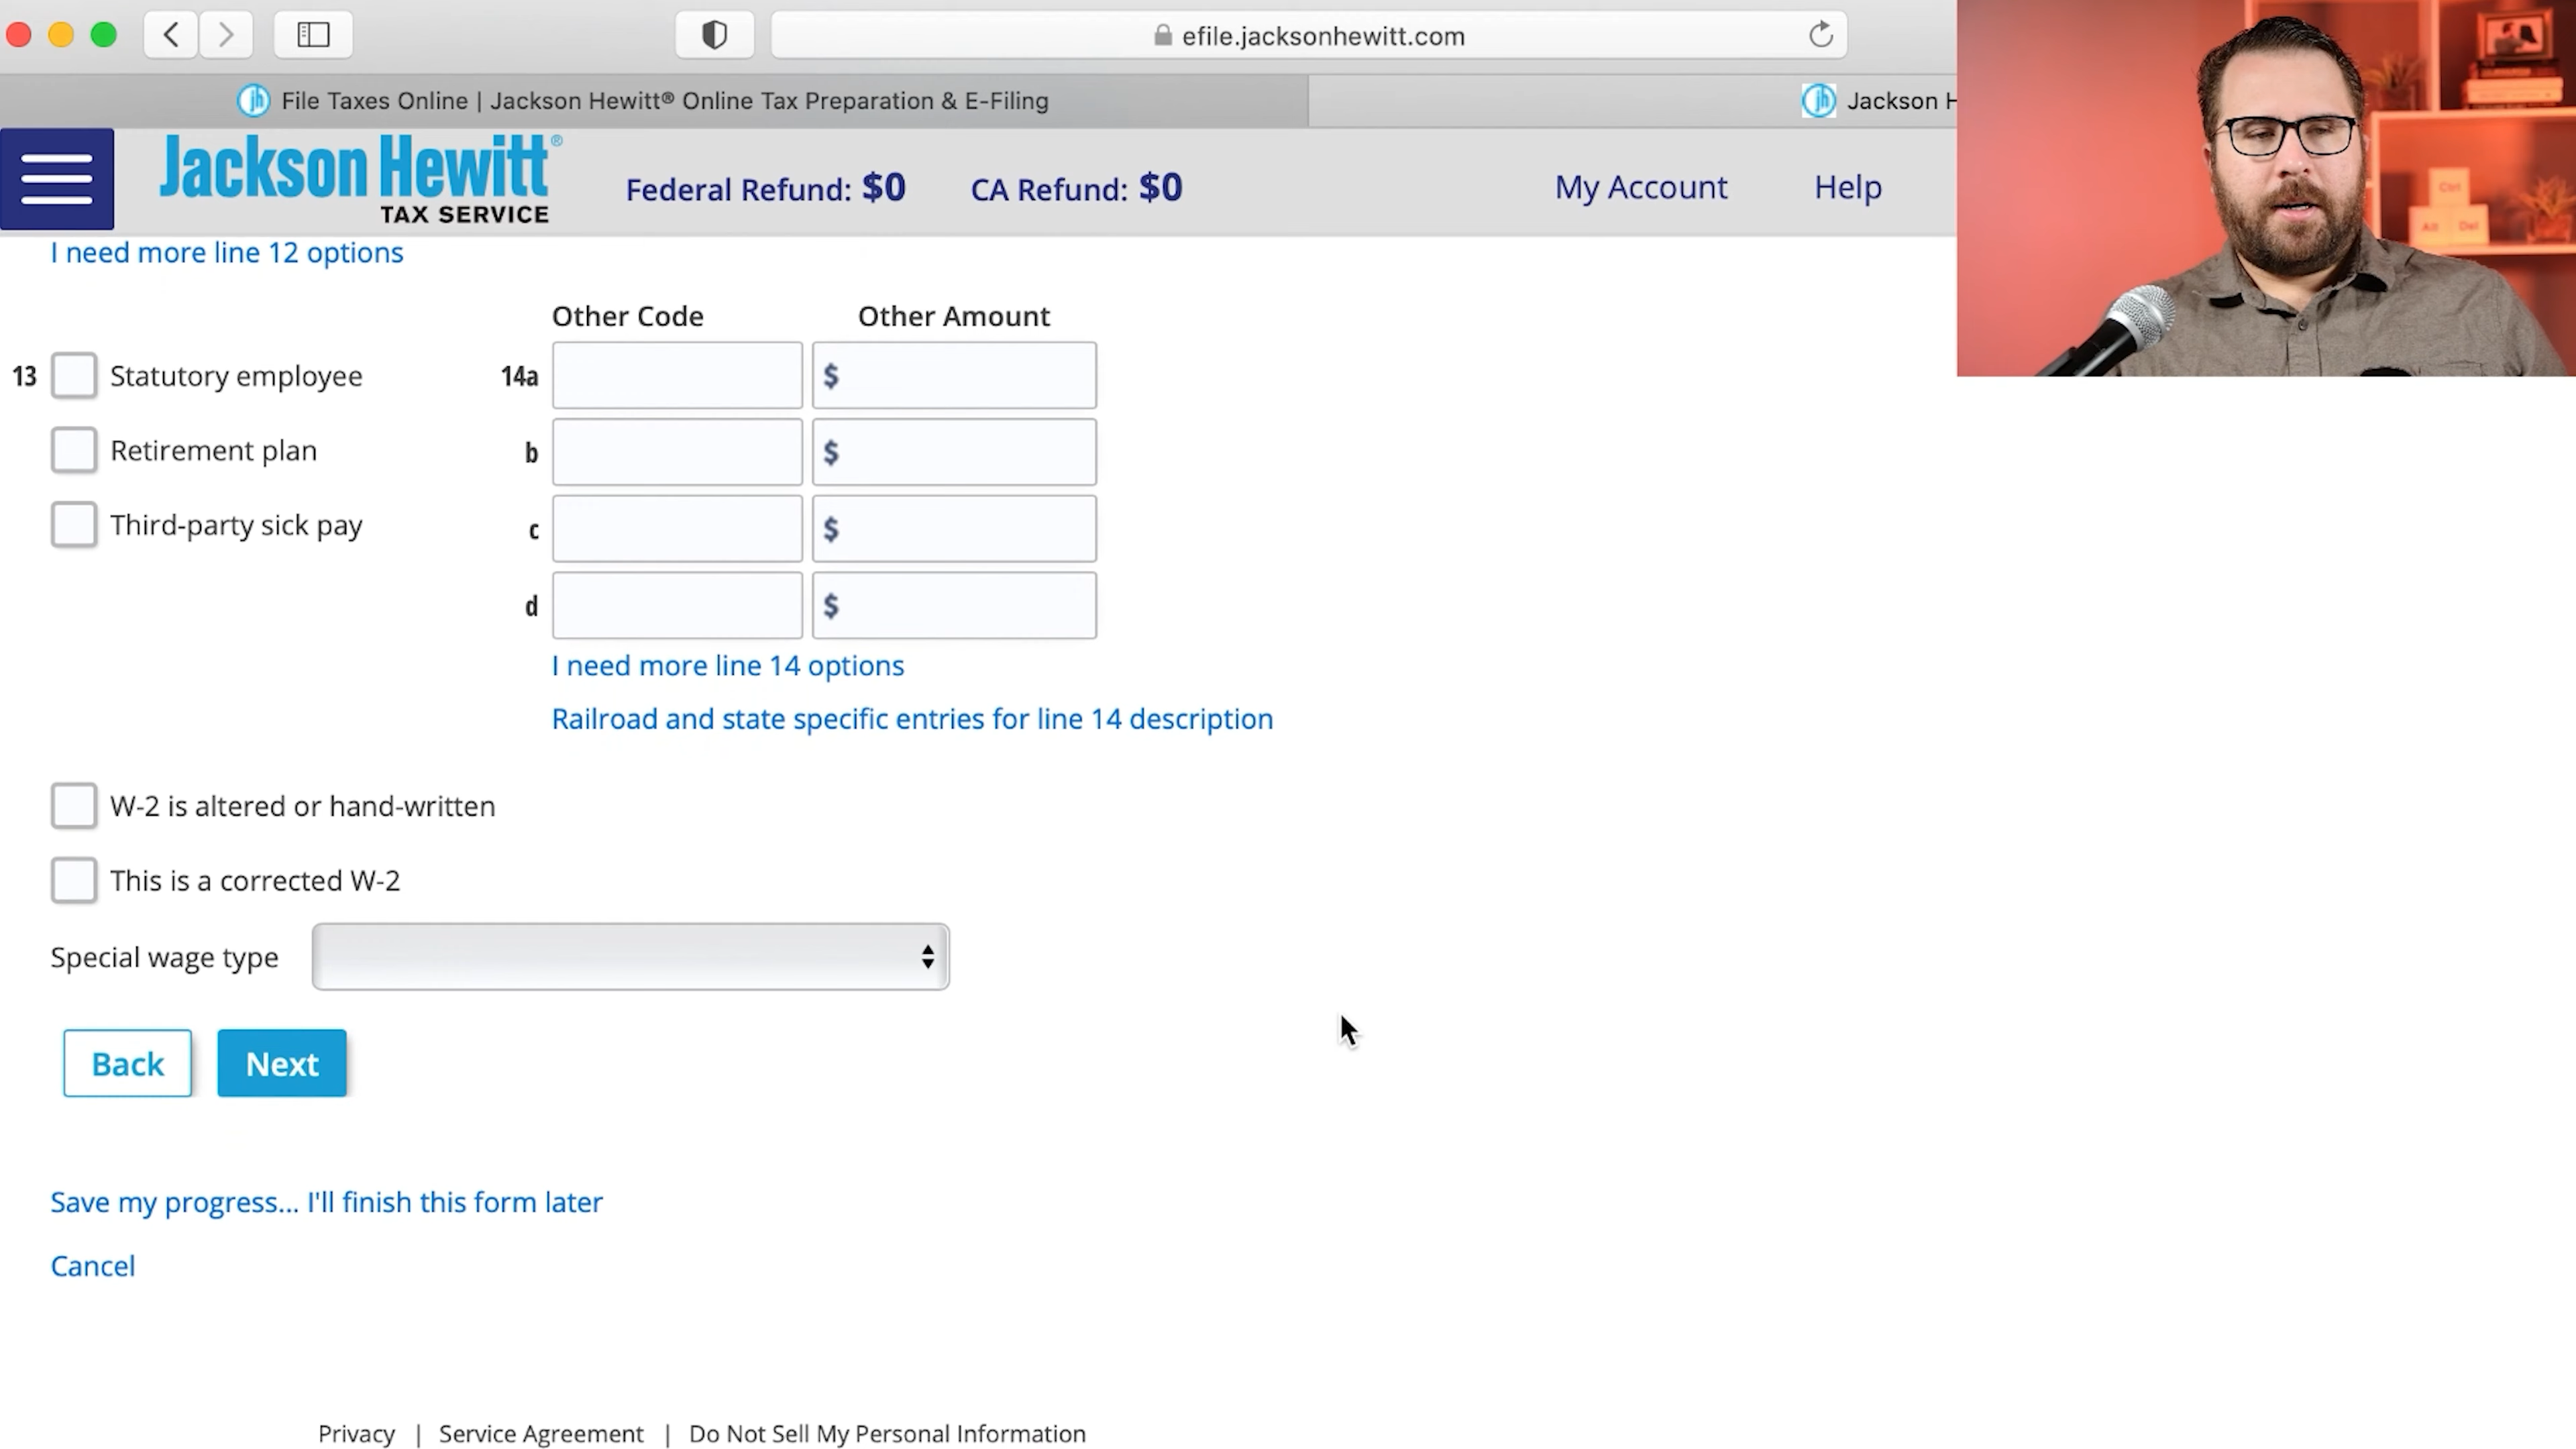 efile.jacksonhewitt.com
File Taxes Online | Jackson Hewitt® Online Tax Preparation & E-Filing
Jackson H
Jackson Hewitt®
TAX SERVICE
Federal Refund: $0
CA Refund: $0
My Account
Help
I need more line 12 options
Other Code
Other Amount
13
Statutory employee
14a
$
Retirement plan
b
$
Third-party sick pay
c
$
d
$
I need more line 14 options
Railroad and state specific entries for line 14 description
W-2 is altered or hand-written
This is a corrected W-2
Special wage type
Back
Next
Save my progress... I'll finish this form later
Cancel
Privacy | Service Agreement | Do Not Sell My Personal Information
Ctrl
Alt
Del